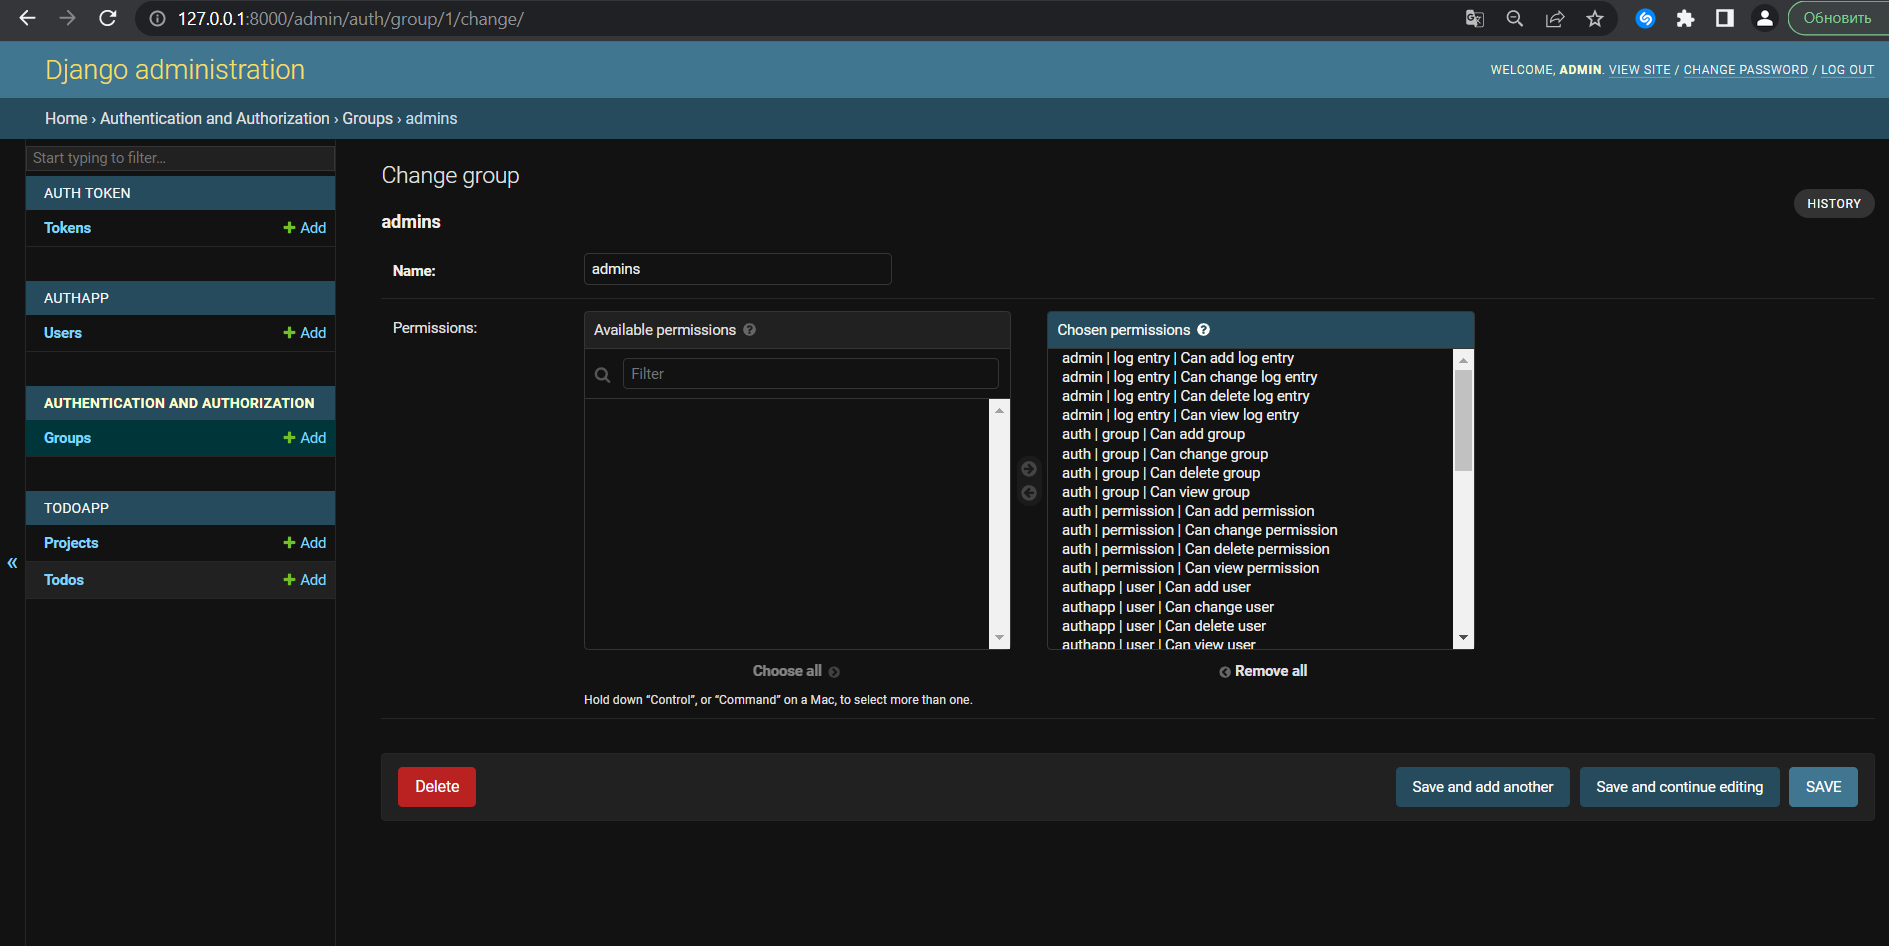 127.0.0.1:8000/admin/auth/group/1/change/
Обновить
Django administration
WELCOME, ADMIN. VIEW SITE / CHANGE PASSWORD / LOG OUT
Home › Authentication and Authorization › Groups › admins
Start typing to filter...
AUTH TOKEN
Tokens
+ Add
AUTHAPP
Users
+ Add
AUTHENTICATION AND AUTHORIZATION
Groups
+ Add
TODOAPP
Projects
+ Add
Todos
+ Add
«
Change group
HISTORY
admins
Name:
admins
Permissions:
Available permissions ?
Filter
Choose all
Hold down “Control”, or “Command” on a Mac, to select more than one.
Chosen permissions ?
admin | log entry | Can add log entry
admin | log entry | Can change log entry
admin | log entry | Can delete log entry
admin | log entry | Can view log entry
auth | group | Can add group
auth | group | Can change group
auth | group | Can delete group
auth | group | Can view group
auth | permission | Can add permission
auth | permission | Can change permission
auth | permission | Can delete permission
auth | permission | Can view permission
authapp | user | Can add user
authapp | user | Can change user
authapp | user | Can delete user
authapp | user | Can view user
Remove all
Delete
Save and add another
Save and continue editing
SAVE